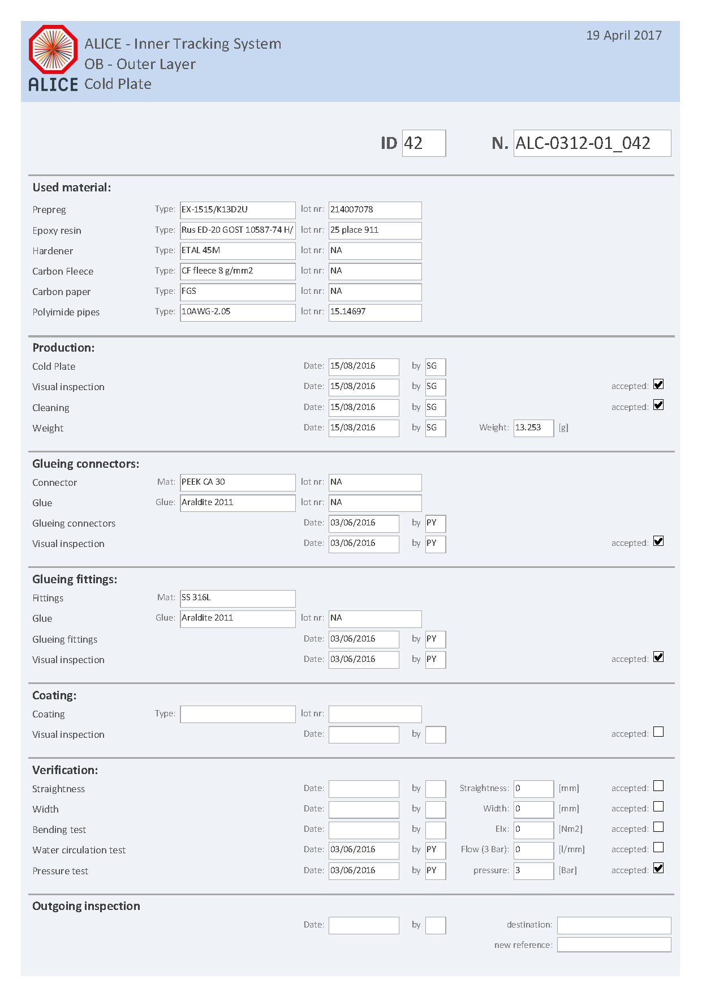 19 April 2017
ALICE - Inner Tracking System
OB - Outer Layer
ALICE Cold Plate
ID 42 N. ALC-0312-01_042
Used material:
Prepreg Type: EX-1515/K13D2U lot nr: 214007078
Epoxy resin Type: Rus ED-20 GOST 10587-74 H/ lot nr: 25 place 911
Hardener Type: ETAL 45M lot nr: NA
Carbon Fleece Type: CF fleece 8 g/mm2 lot nr: NA
Carbon paper Type: FGS lot nr: NA
Polyimide pipes Type: 10AWG-2.05 lot nr: 15.14697
Production:
Cold Plate Date: 15/08/2016 by SG
Visual inspection Date: 15/08/2016 by SG accepted:
Cleaning Date: 15/08/2016 by SG accepted:
Weight Date: 15/08/2016 by SG Weight: 13.253 [g]
Glueing connectors:
Connector Mat: PEEK CA 30 lot nr: NA
Glue Glue: Araldite 2011 lot nr: NA
Glueing connectors Date: 03/06/2016 by PY
Visual inspection Date: 03/06/2016 by PY accepted:
Glueing fittings:
Fittings Mat: SS 316L
Glue Glue: Araldite 2011 lot nr: NA
Glueing fittings Date: 03/06/2016 by PY
Visual inspection Date: 03/06/2016 by PY accepted:
Coating:
Coating Type: lot nr:
Visual inspection Date: by accepted:
Verification:
Straightness Date: by Straightness: 0 [mm] accepted:
Width Date: by Width: 0 [mm] accepted:
Bending test Date: by EIx: 0 [Nm2] accepted:
Water circulation test Date: 03/06/2016 by PY Flow (3 Bar): 0 [l/mm] accepted:
Pressure test Date: 03/06/2016 by PY pressure: 3 [Bar] accepted:
Outgoing inspection
Date: by destination:
new reference: